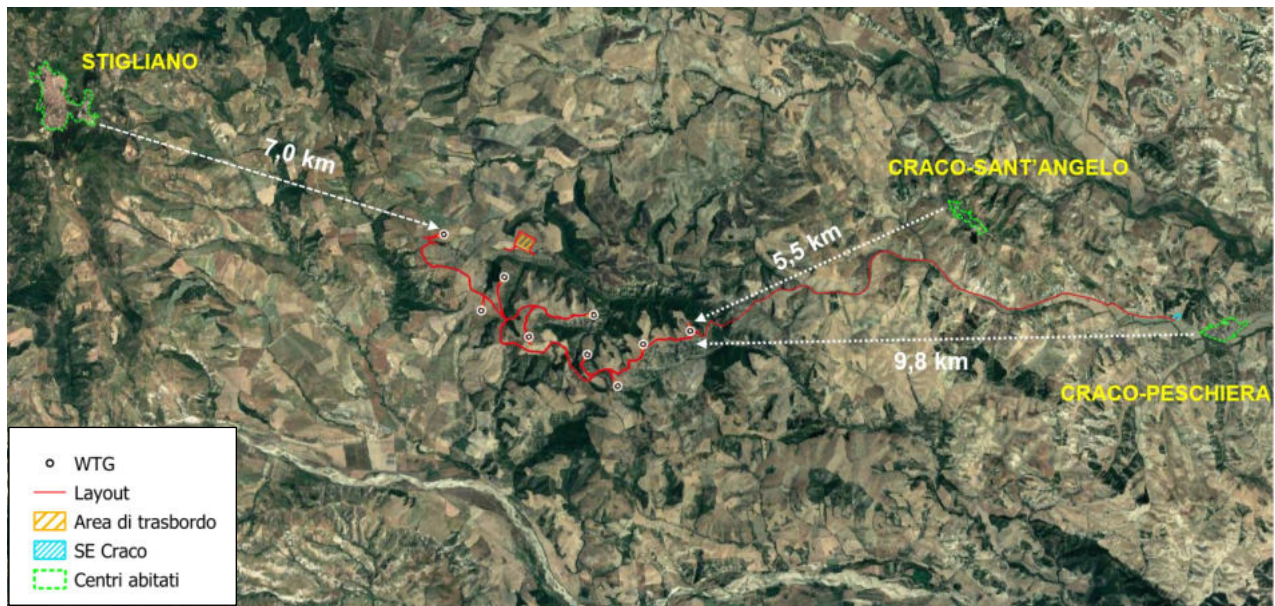 STIGLIANO
7,0 km
CRACO-SANT'ANGELO
5,5 km
9,8 km
CRACO-PESCHIERA
WTG
Layout
Area di trasbordo
SE Craco
Centri abitati